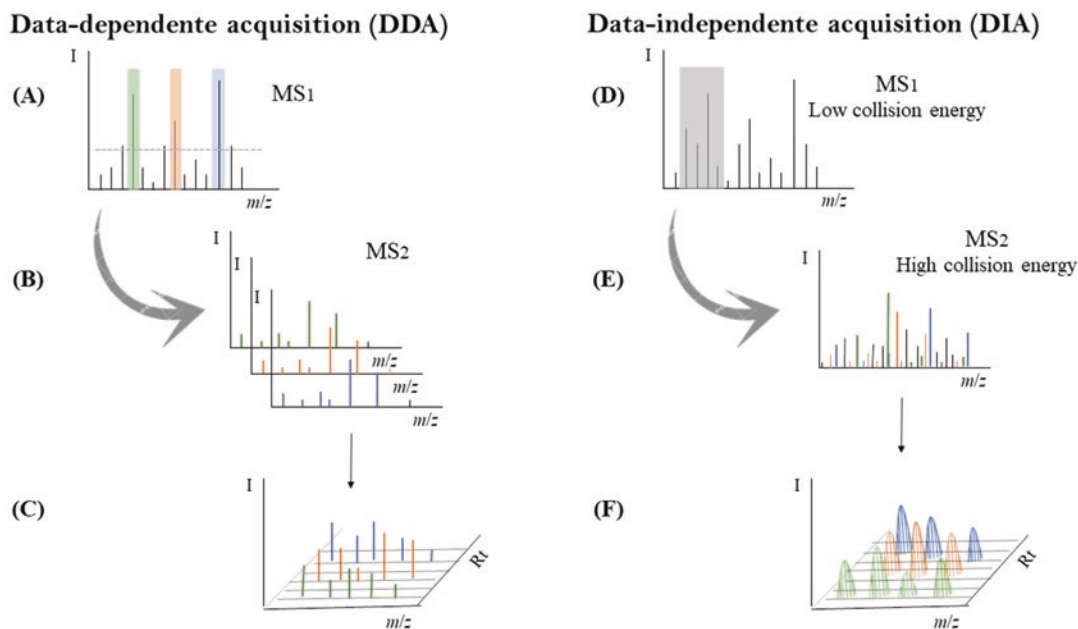 Data-dependente acquisition (DDA)
Data-independente acquisition (DIA)
I
(A)
MS1
m/z
I
(D)
MS1
Low collision energy
m/z
I
I
I
(B)
MS2
m/z
m/z
m/z
I
(E)
MS2
High collision energy
m/z
I
(C)
Rt
m/z
I
(F)
Rt
m/z